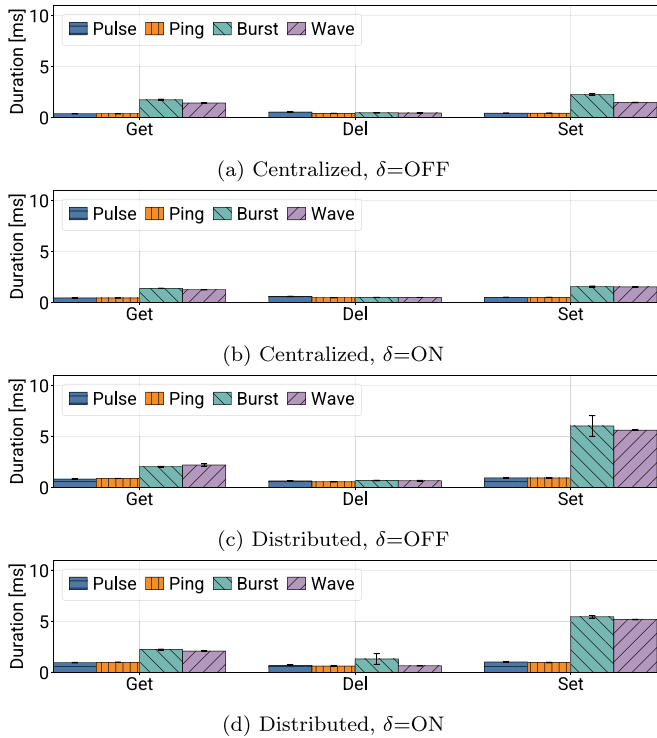 Duration [ms]
10
5
0
Pulse Ping Burst Wave
Get Del Set
(a) Centralized, δ=OFF
Duration [ms]
10
5
0
Pulse Ping Burst Wave
Get Del Set
(b) Centralized, δ=ON
Duration [ms]
10
5
0
Pulse Ping Burst Wave
Get Del Set
(c) Distributed, δ=OFF
Duration [ms]
10
5
0
Pulse Ping Burst Wave
Get Del Set
(d) Distributed, δ=ON